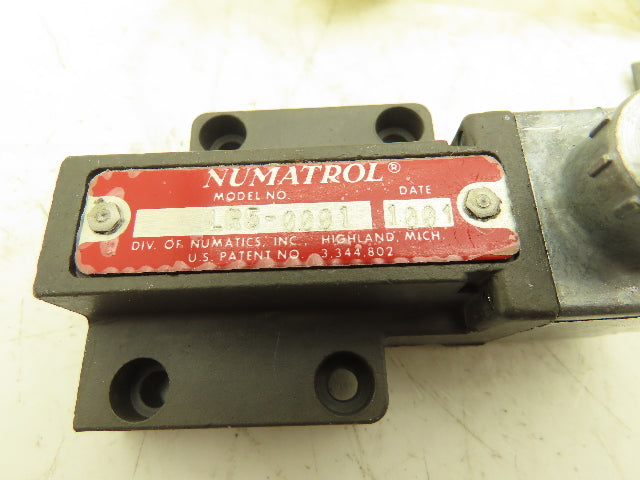 NUMATROL®
MODEL NO. DATE
LR5-0001 1001
DIV. OF NUMATICS, INC., HIGHLAND, MICH.
U.S. PATENT NO. 3,344,802